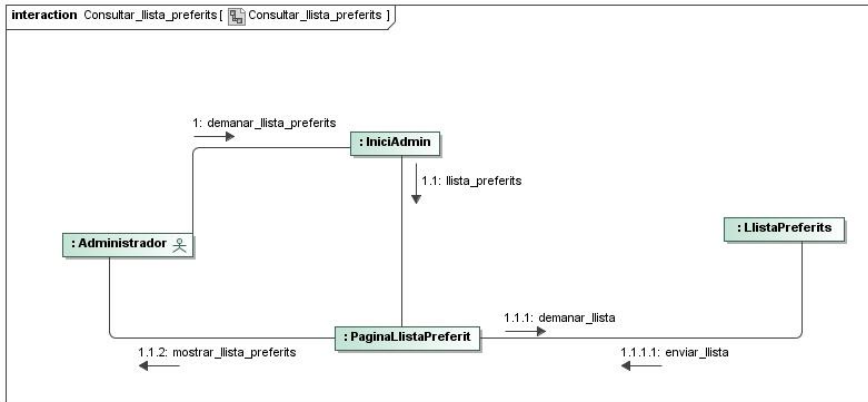 interaction Consultar_llista_preferits [ Consultar_llista_preferits ]
1: demanar_llista_preferits
: IniciAdmin
1.1: llista_preferits
: LlistaPreferits
: Administrador
1.1.1: demanar_llista
: PaginaLlistaPreferit
1.1.2: mostrar_llista_preferits
1.1.1.1: enviar_llista